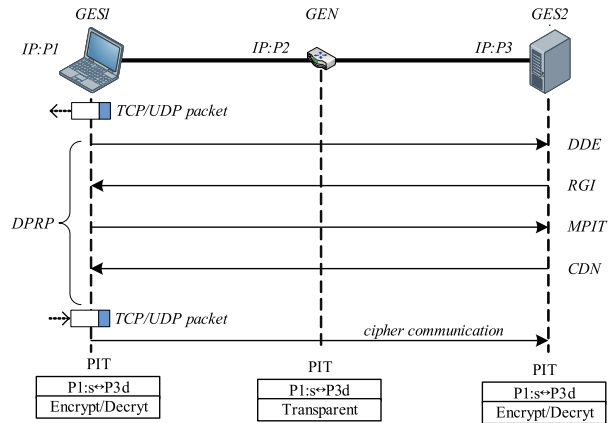 GES1 GEN GES2
IP:P1 IP:P2 IP:P3
TCP/UDP packet
DDE
RGI
DPRP
MPIT
CDN
TCP/UDP packet
cipher communication
PIT PIT PIT
P1:s↔P3d P1:s↔P3d P1:s↔P3d
Encrypt/Decryt Transparent Encrypt/Decryt